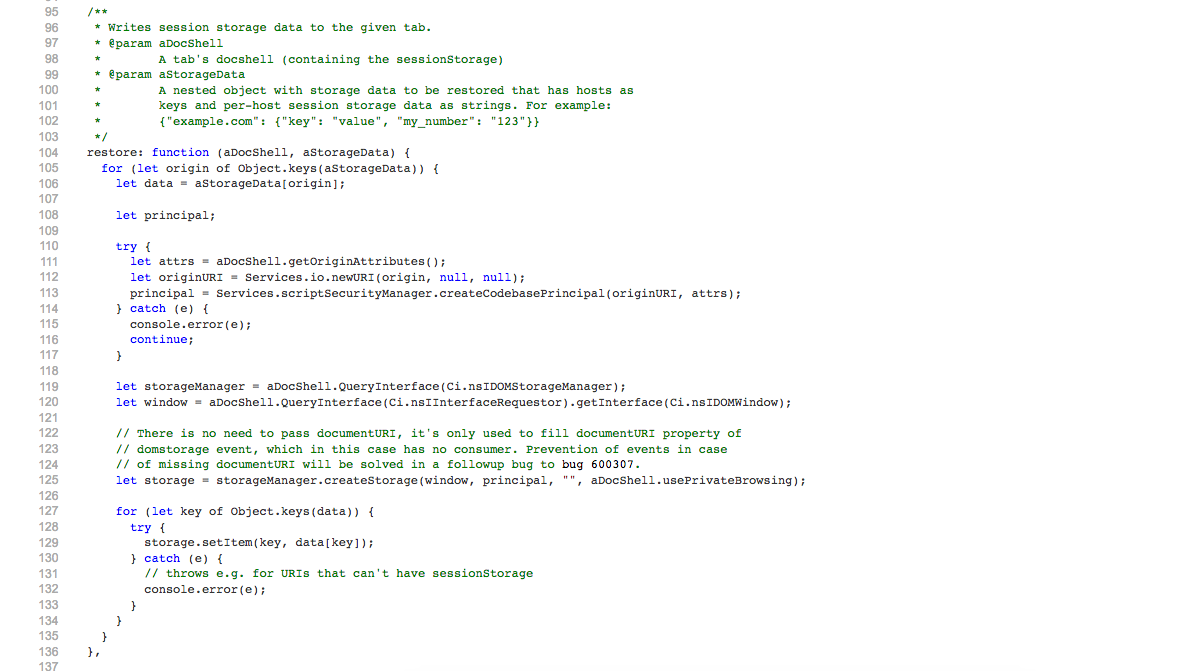 95 /**
96  * Writes session storage data to the given tab.
97  * @param aDocShell
98  *        A tab's docshell (containing the sessionStorage)
99  * @param aStorageData
100  *        A nested object with storage data to be restored that has hosts as
101  *        keys and per-host session storage data as strings. For example:
102  *        {"example.com": {"key": "value", "my_number": "123"}}
103  */
104 restore: function (aDocShell, aStorageData) {
105   for (let origin of Object.keys(aStorageData)) {
106     let data = aStorageData[origin];
107
108     let principal;
109
110     try {
111       let attrs = aDocShell.getOriginAttributes();
112       let originURI = Services.io.newURI(origin, null, null);
113       principal = Services.scriptSecurityManager.createCodebasePrincipal(originURI, attrs);
114     } catch (e) {
115       console.error(e);
116       continue;
117     }
118
119     let storageManager = aDocShell.QueryInterface(Ci.nsIDOMStorageManager);
120     let window = aDocShell.QueryInterface(Ci.nsIInterfaceRequestor).getInterface(Ci.nsIDOMWindow);
121
122     // There is no need to pass documentURI, it's only used to fill documentURI property of
123     // domstorage event, which in this case has no consumer. Prevention of events in case
124     // of missing documentURI will be solved in a followup bug to bug 600307.
125     let storage = storageManager.createStorage(window, principal, "", aDocShell.usePrivateBrowsing);
126
127     for (let key of Object.keys(data)) {
128       try {
129         storage.setItem(key, data[key]);
130       } catch (e) {
131         // throws e.g. for URIs that can't have sessionStorage
132         console.error(e);
133       }
134     }
135   }
136 },
137